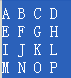 A B C D
E F G H
I J K L
M N O P